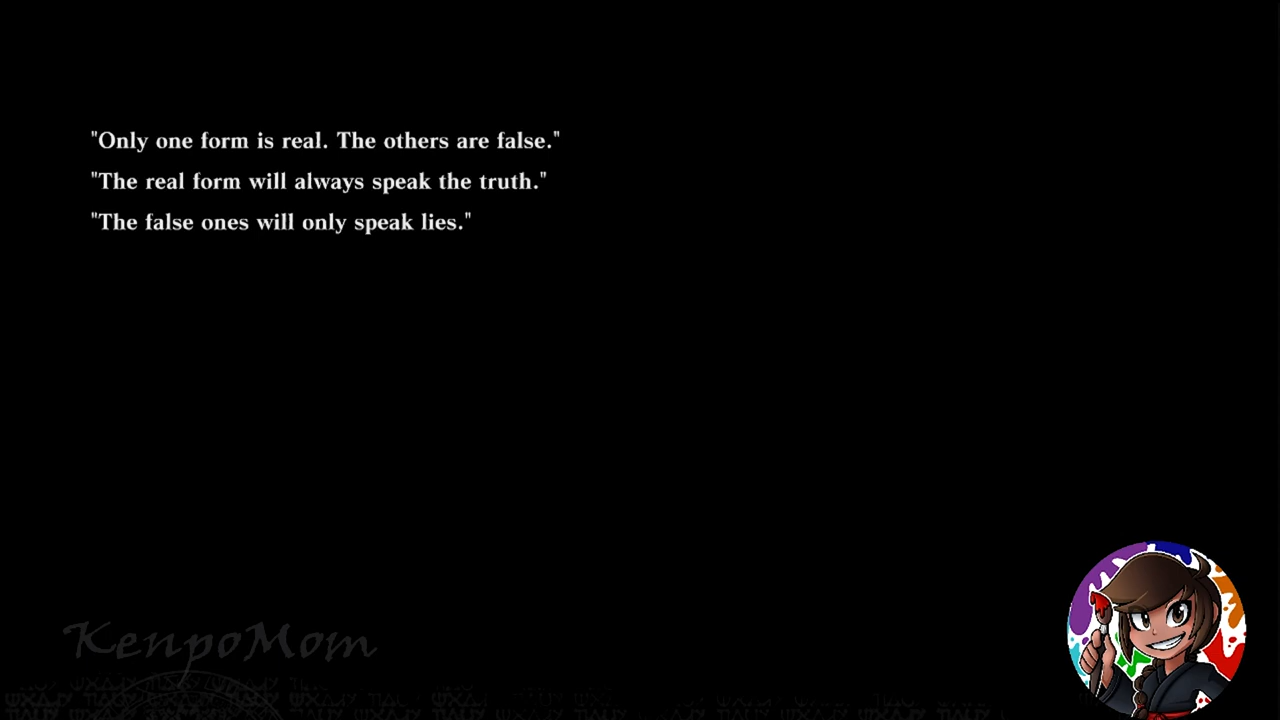 "Only one form is real. The others are false."
"The real form will always speak the truth."
"The false ones will only speak lies."
KenpoMom